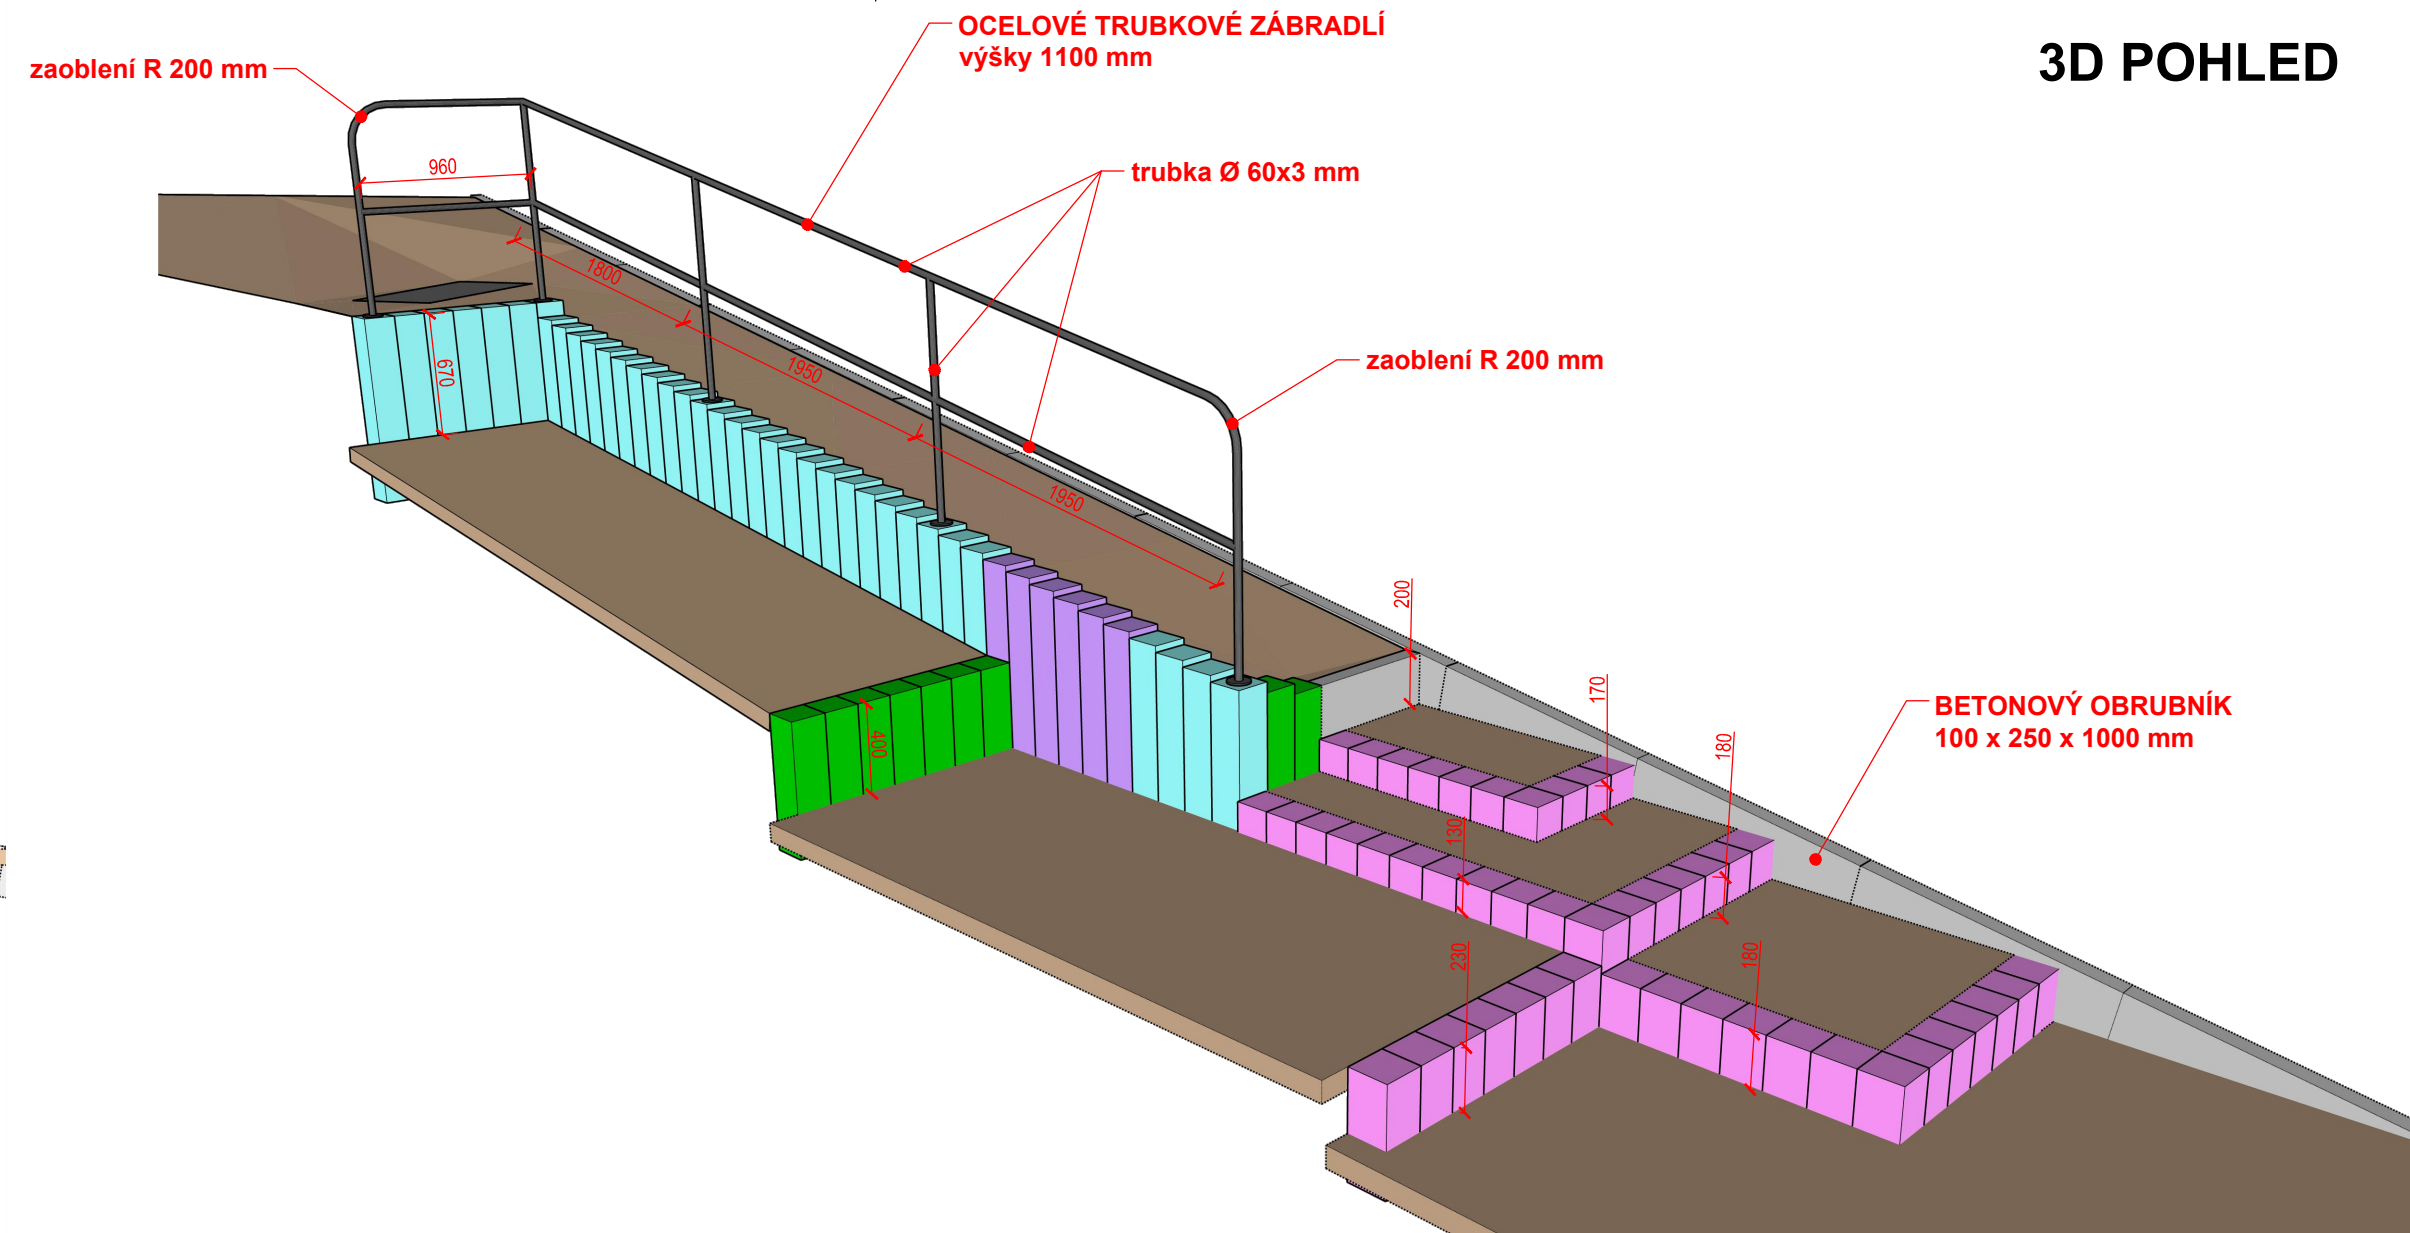 OCELOVÉ TRUBKOVÉ ZÁBRADLÍ
výšky 1100 mm
3D POHLED
zaoblení R 200 mm
960
trubka Ø 60x3 mm
1800
670
1950
zaoblení R 200 mm
1950
200
170
BETONOVÝ OBRUBNÍK
100 x 250 x 1000 mm
180
400
130
230
180